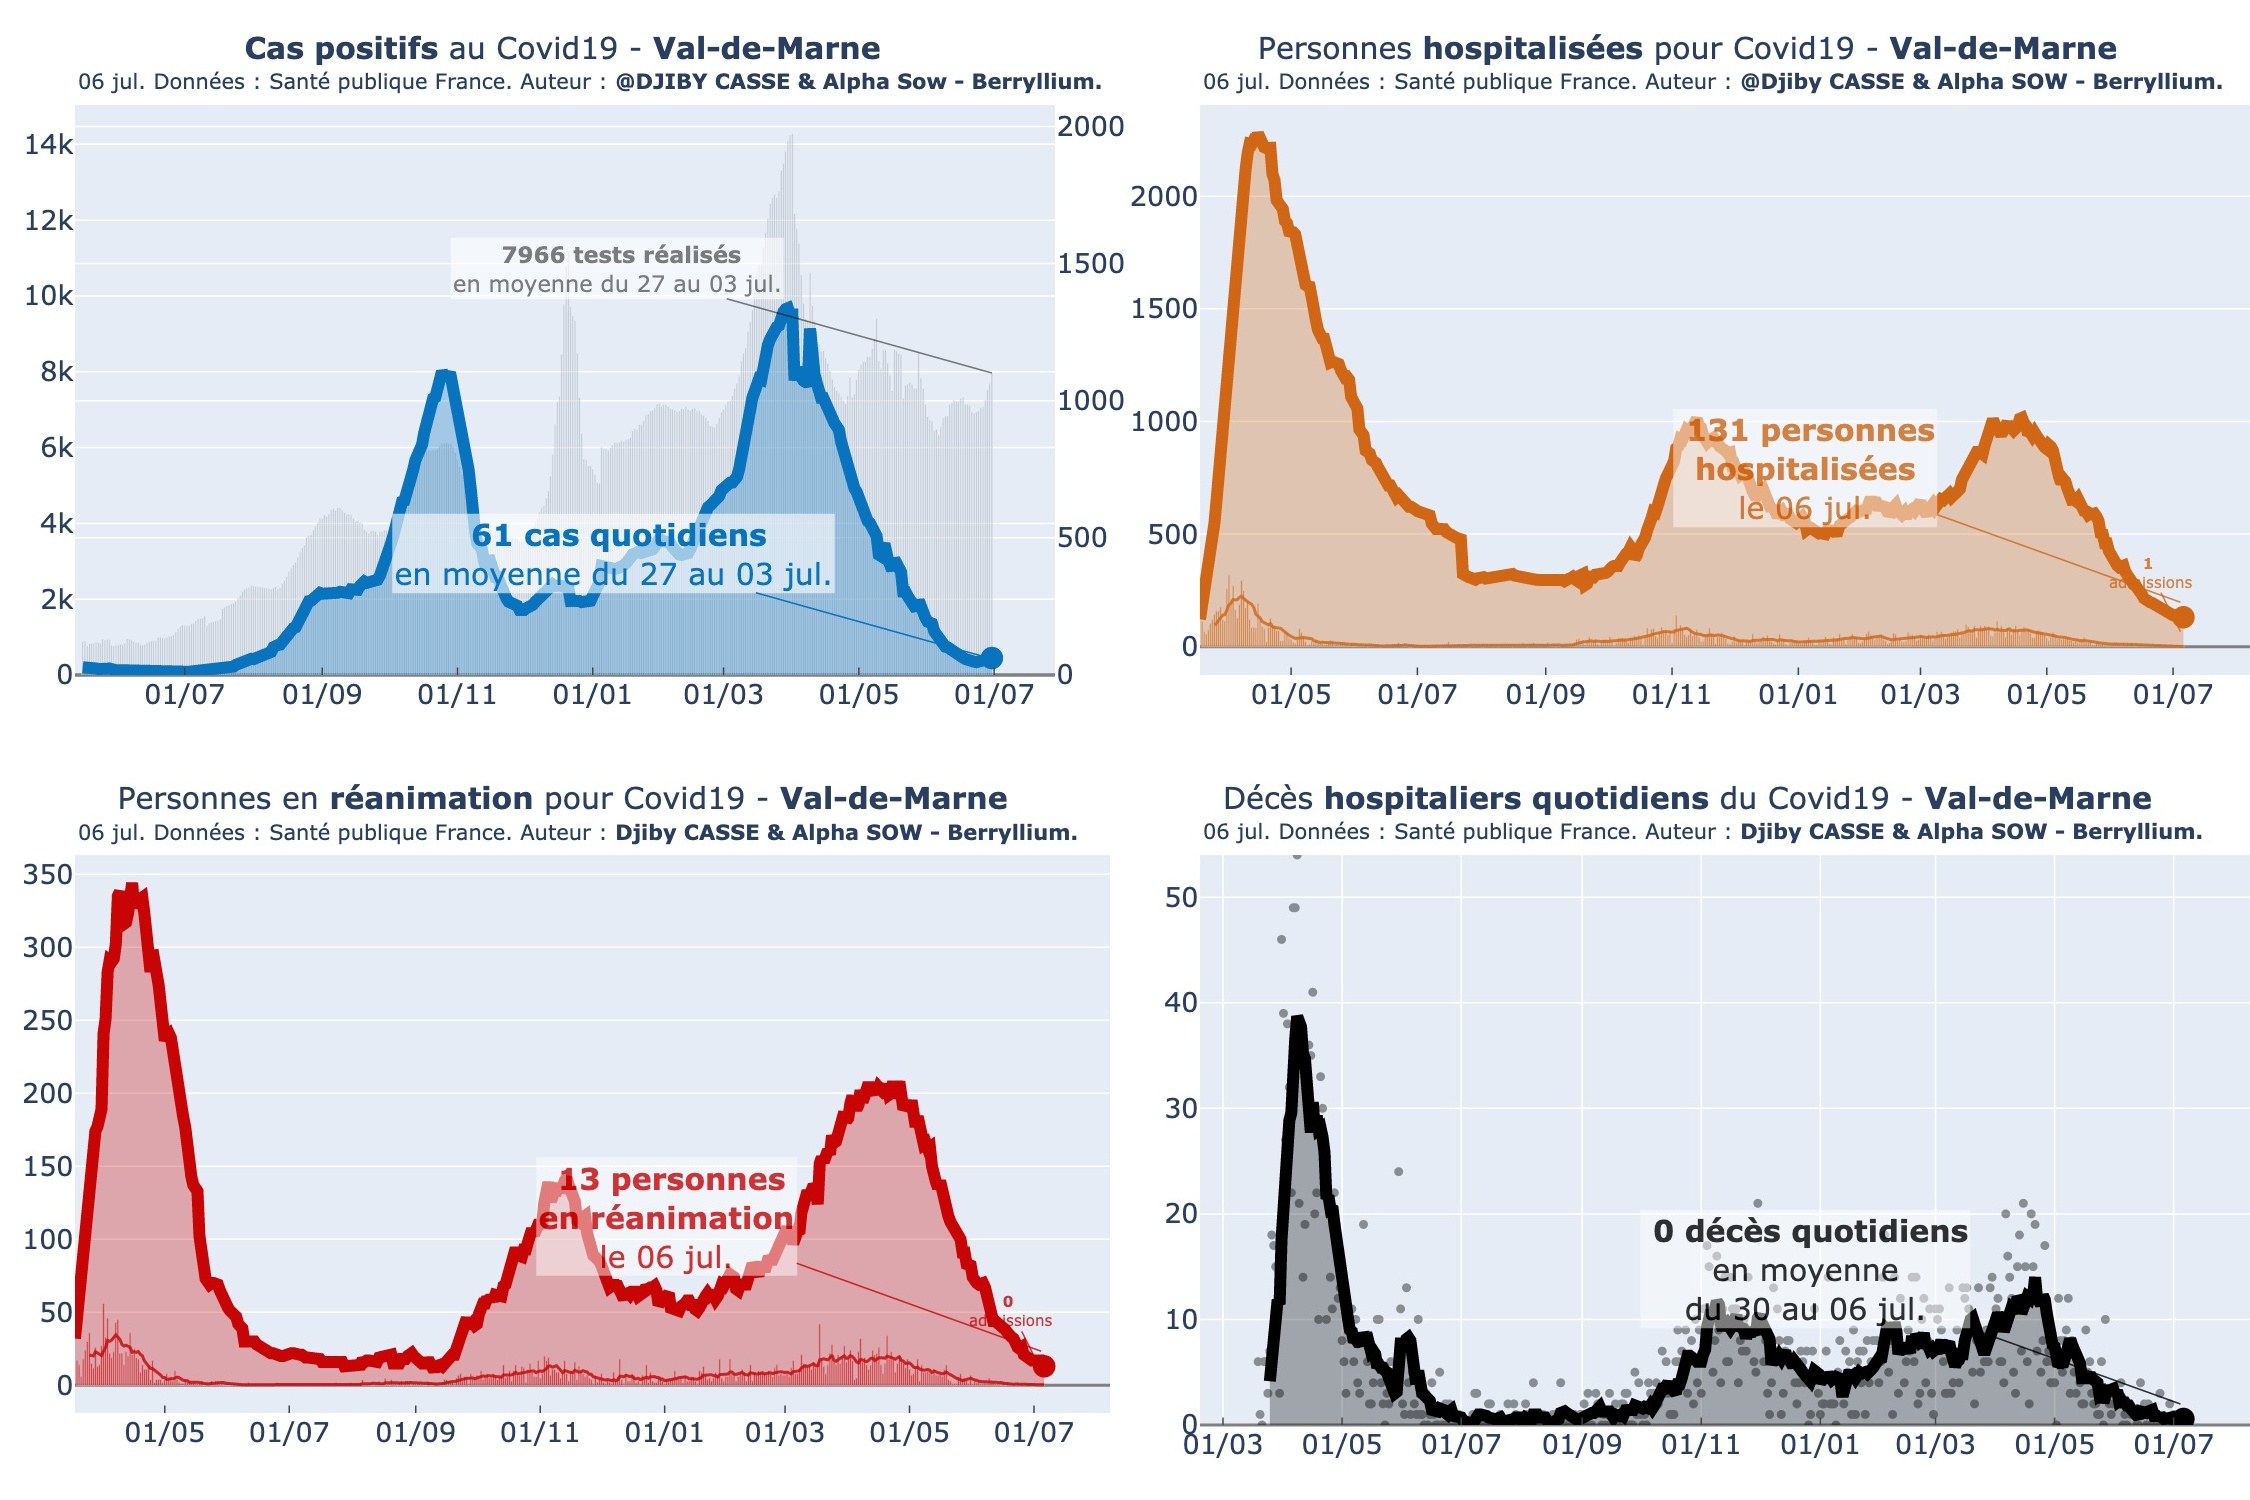 Cas positifs au Covid19 - Val-de-Marne
06 jul. Données : Santé publique France. Auteur : @DJIBY CASSE & Alpha Sow - Berryllium.
14k
12k
10k
8k
6k
4k
2k
0
2000
1500
1000
500
0
7966 tests réalisés
en moyenne du 27 au 03 jul.
61 cas quotidiens
en moyenne du 27 au 03 jul.
01/07 01/09 01/11 01/01 01/03 01/05 01/07
Personnes hospitalisées pour Covid19 - Val-de-Marne
06 jul. Données : Santé publique France. Auteur : @Djiby CASSE & Alpha SOW - Berryllium.
2000
1500
1000
500
0
131 personnes
hospitalisées
le 06 jul.
1
admissions
01/05 01/07 01/09 01/11 01/01 01/03 01/05 01/07
Personnes en réanimation pour Covid19 - Val-de-Marne
06 jul. Données : Santé publique France. Auteur : Djiby CASSE & Alpha SOW - Berryllium.
350
300
250
200
150
100
50
0
13 personnes
en réanimation
le 06 jul.
0
admissions
01/05 01/07 01/09 01/11 01/01 01/03 01/05 01/07
Décès hospitaliers quotidiens du Covid19 - Val-de-Marne
06 jul. Données : Santé publique France. Auteur : Djiby CASSE & Alpha SOW - Berryllium.
50
40
30
20
10
0
0 décès quotidiens
en moyenne
du 30 au 06 jul.
01/03 01/05 01/07 01/09 01/11 01/01 01/03 01/05 01/07